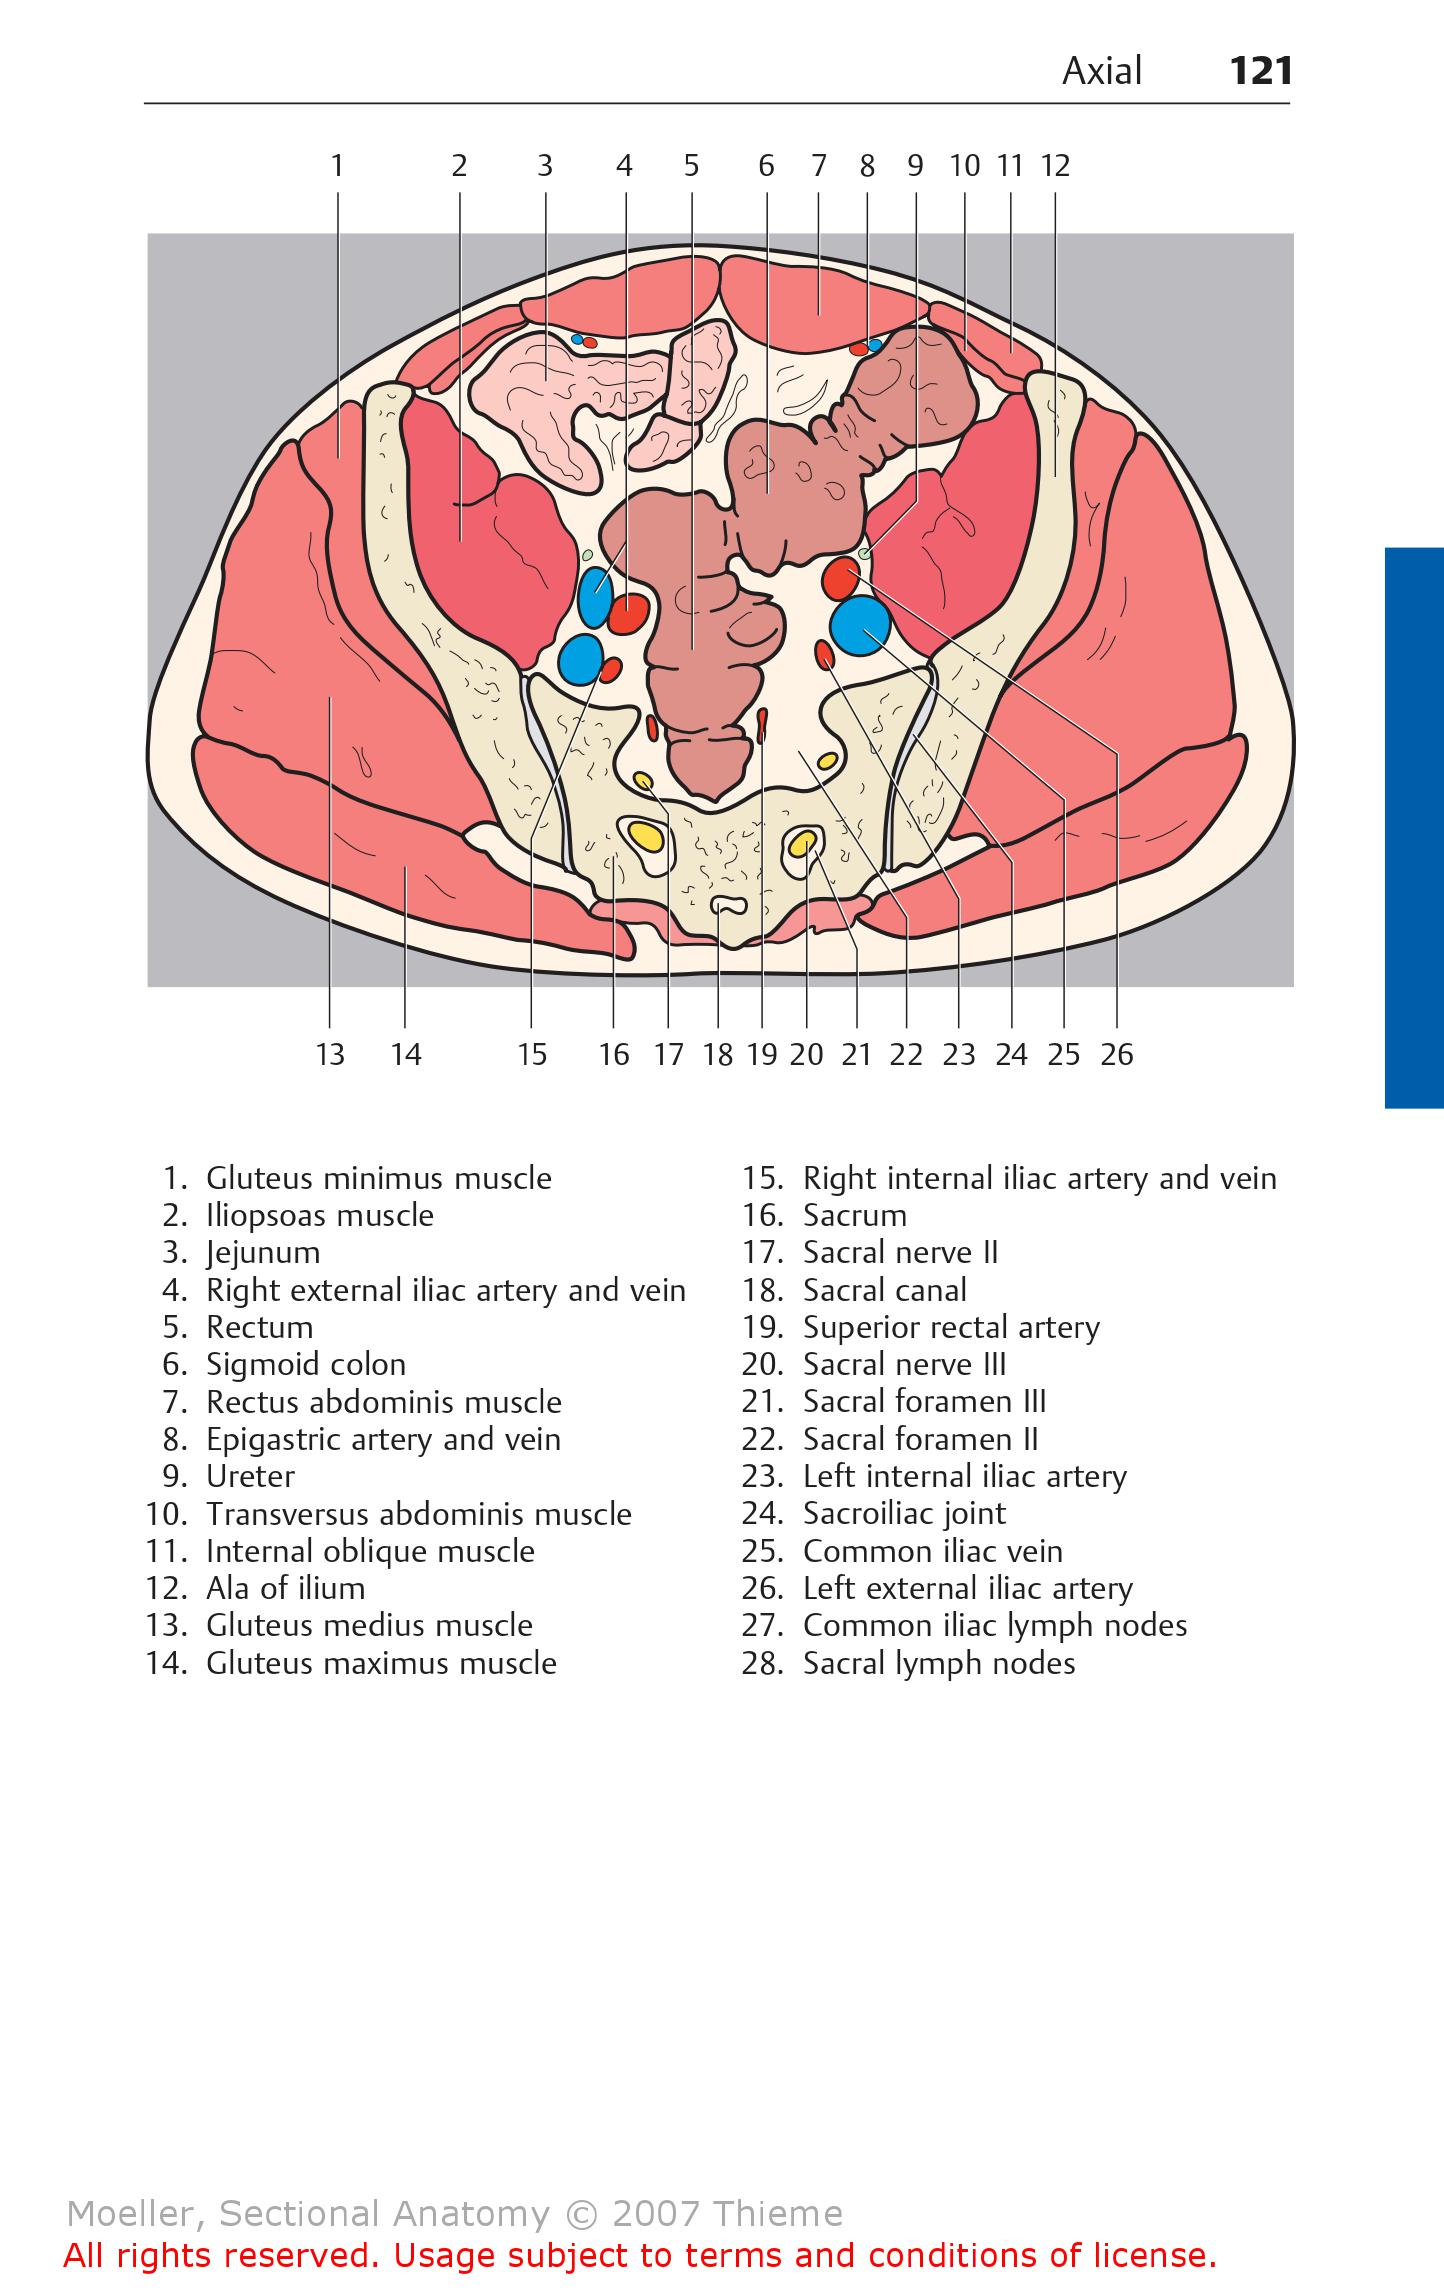 Axial 121
1 2 3 4 5 6 7 8 9 10 11 12
13 14 15 16 17 18 19 20 21 22 23 24 25 26
1. Gluteus minimus muscle
2. Iliopsoas muscle
3. Jejunum
4. Right external iliac artery and vein
5. Rectum
6. Sigmoid colon
7. Rectus abdominis muscle
8. Epigastric artery and vein
9. Ureter
10. Transversus abdominis muscle
11. Internal oblique muscle
12. Ala of ilium
13. Gluteus medius muscle
14. Gluteus maximus muscle
15. Right internal iliac artery and vein
16. Sacrum
17. Sacral nerve II
18. Sacral canal
19. Superior rectal artery
20. Sacral nerve III
21. Sacral foramen III
22. Sacral foramen II
23. Left internal iliac artery
24. Sacroiliac joint
25. Common iliac vein
26. Left external iliac artery
27. Common iliac lymph nodes
28. Sacral lymph nodes
Moeller, Sectional Anatomy © 2007 Thieme
All rights reserved. Usage subject to terms and conditions of license.